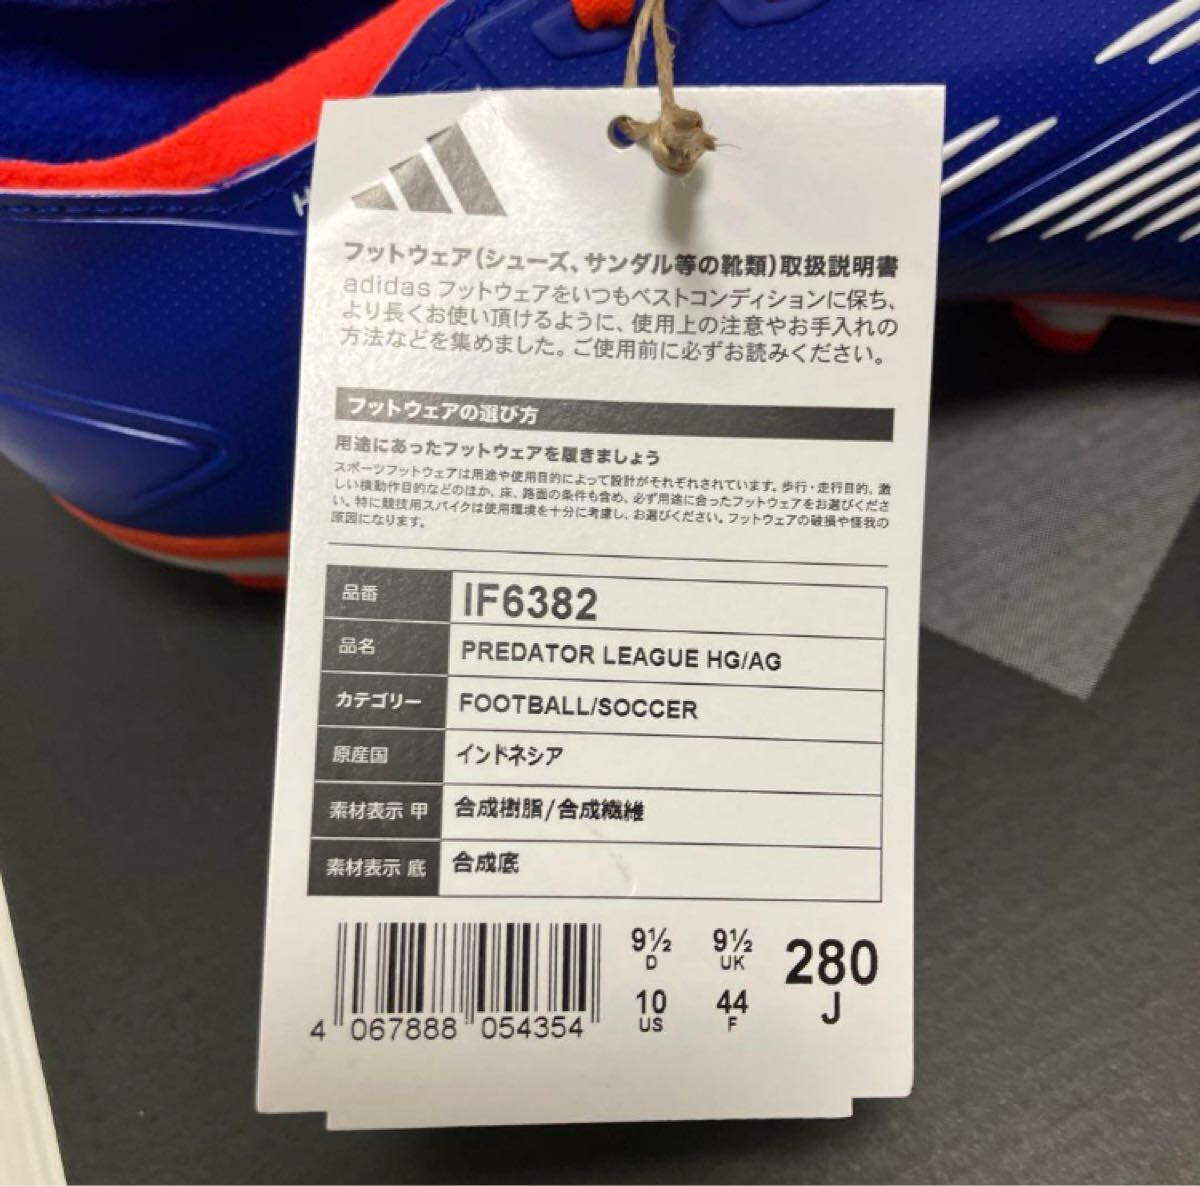 フットウェア(シューズ、サンダル等の靴類)取扱説明書
adidas フットウェアをいつもベストコンディションに保ち、
より長くお使い頂けるように、使用上の注意やお手入れの
方法などを集めました。ご使用前に必ずお読みください。
フットウェアの選び方
用途にあったフットウェアを履きましょう
スポーツフットウェアは用途や使用目的によって設計がそれぞれされています。歩行・走行目的、激
しい機動作目的などのほか、床、路面の条件も含め、必ず用途に合ったフットウェアをお選びくださ
い。特に競技用スパイクは使用環境を十分に考慮し、お選びください。フットウェアの破損や怪我の
原因になります。
品番 IF6382
品名 PREDATOR LEAGUE HG/AG
カテゴリー FOOTBALL/SOCCER
原産国 インドネシア
素材表示 甲 合成樹脂/合成繊維
素材表示 底 合成底
9½ 9½ 280
D UK J
10 44
US F
4 067888 054354